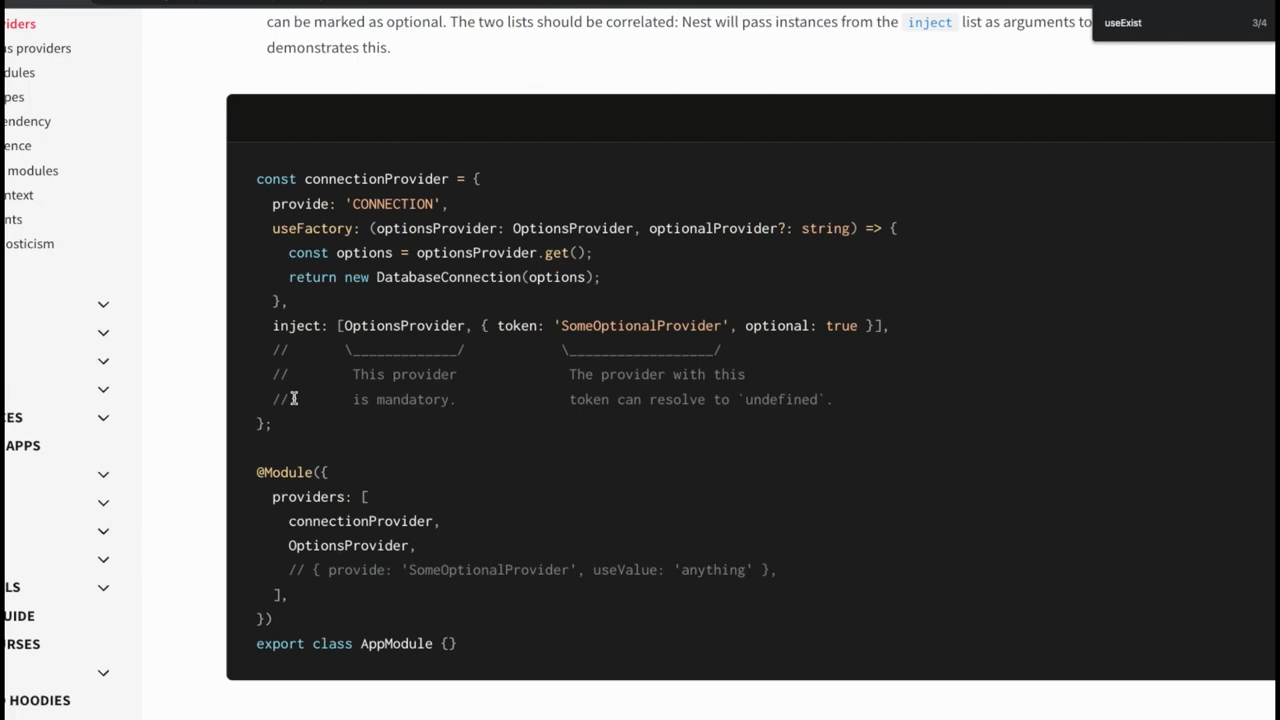 can be marked as optional. The two lists should be correlated: Nest will pass instances from the inject list as arguments to
demonstrates this.
useExist 3/4
viders
us providers
dules
pes
endency
ence
modules
ntext
nts
osticism
ES
APPS
LS
UIDE
RSES
HOODIES
const connectionProvider = {
  provide: 'CONNECTION',
  useFactory: (optionsProvider: OptionsProvider, optionalProvider?: string) => {
    const options = optionsProvider.get();
    return new DatabaseConnection(options);
  },
  inject: [OptionsProvider, { token: 'SomeOptionalProvider', optional: true }],
  //       \_____________/            \__________________/
  //        This provider              The provider with this
  //        is mandatory.              token can resolve to `undefined`.
};
@Module({
  providers: [
    connectionProvider,
    OptionsProvider,
    // { provide: 'SomeOptionalProvider', useValue: 'anything' },
  ],
})
export class AppModule {}